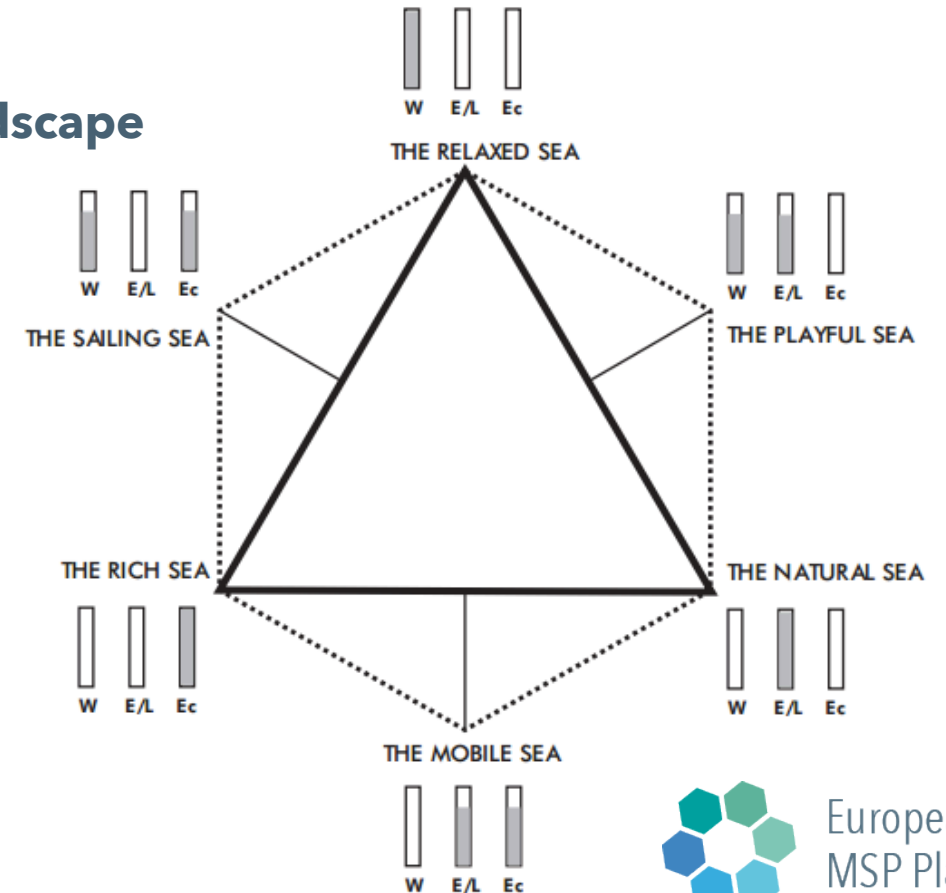 W E/L Ec
dscape
THE RELAXED SEA
W E/L Ec
W E/L Ec
THE SAILING SEA
THE PLAYFUL SEA
THE RICH SEA
THE NATURAL SEA
W E/L Ec
W E/L Ec
THE MOBILE SEA
W E/L Ec
Europe
MSP Pl